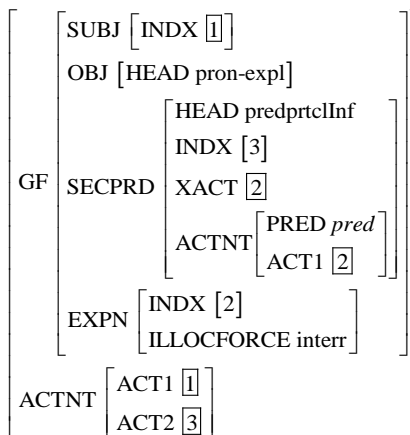 SUBJ [INDX 1]
OBJ [HEAD pron-expl]
HEAD predprtclInf
INDX [3]
GF SECPRD XACT 2
ACTNT PRED pred
ACT1 2
EXPN INDX [2]
ILLOCFORCE interr
ACTNT ACT1 1
ACT2 3